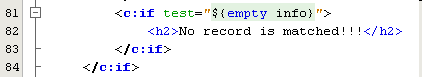 81 <c:if test="${empty info}">
82 <h2>No record is matched!!!</h2>
83 </c:if>
84 </c:if>